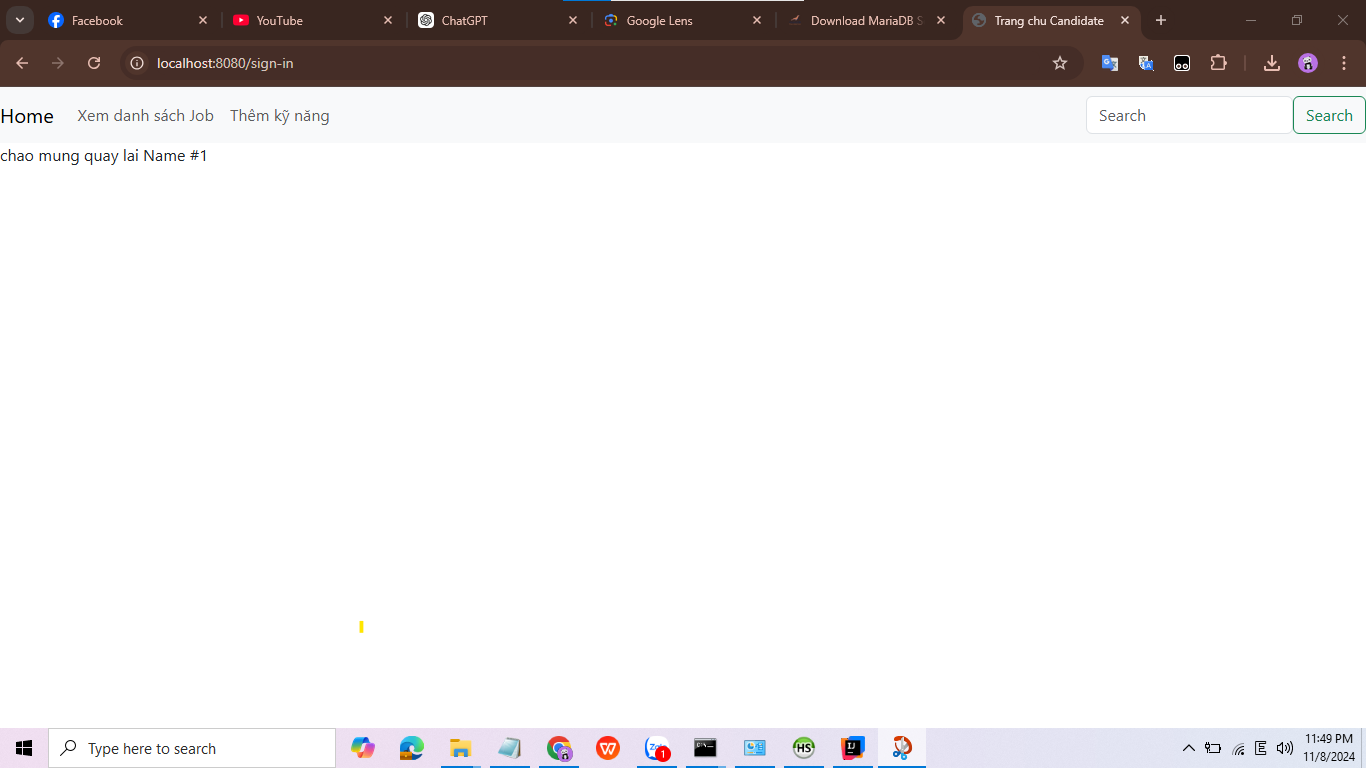 Facebook
YouTube
ChatGPT
Google Lens
Download MariaDB S
Trang chu Candidate
localhost:8080/sign-in
Home
Xem danh sách Job
Thêm kỹ năng
Search
Search
chao mung quay lai Name #1
Type here to search
11:49 PM
11/8/2024